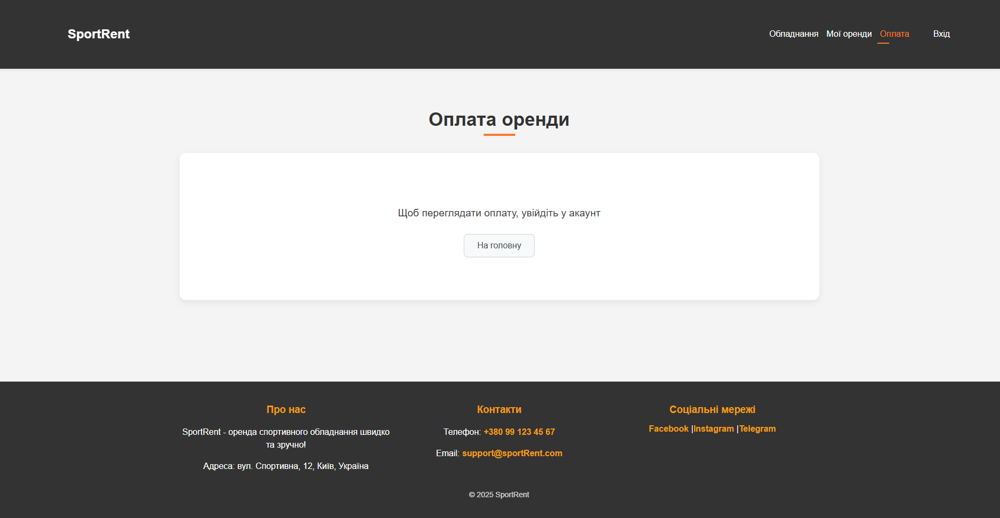 SportRent
Обладнання Мої оренди Оплата Вхід
Оплата оренди
Щоб переглядати оплату, увійдіть у акаунт
На головну
Про нас
SportRent - оренда спортивного обладнання швидко
та зручно!
Адреса: вул. Спортивна, 12, Київ, Україна
Контакти
Телефон: +380 99 123 45 67
Email: support@sportRent.com
Соціальні мережі
Facebook |Instagram |Telegram
© 2025 SportRent